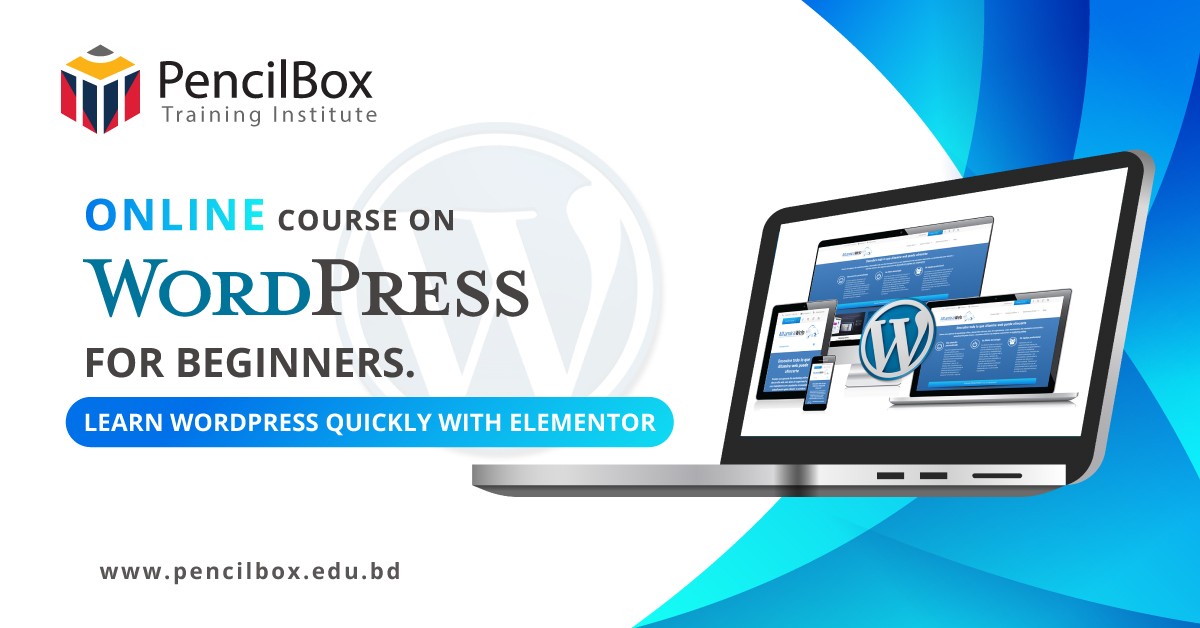 PencilBox
Training Institute
ONLINE COURSE ON
WORDPRESS
FOR BEGINNERS.
LEARN WORDPRESS QUICKLY WITH ELEMENTOR
www.pencilbox.edu.bd